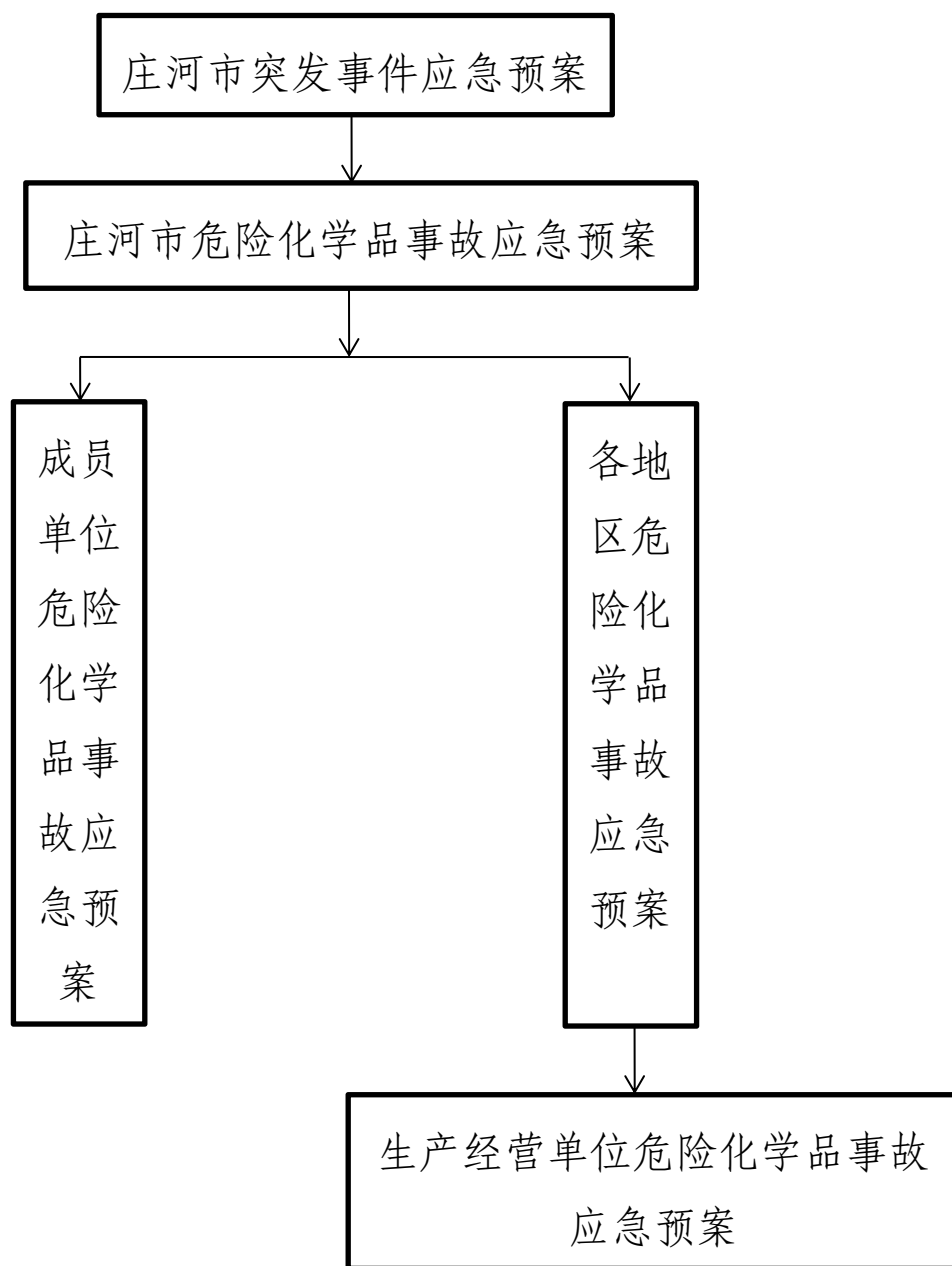 庄河市突发事件应急预案
庄河市危险化学品事故应急预案
成员
单位
危险
化学
品事
故应
急预
案
各地
区危
险化
学品
事故
应急
预案
生产经营单位危险化学品事故
应急预案